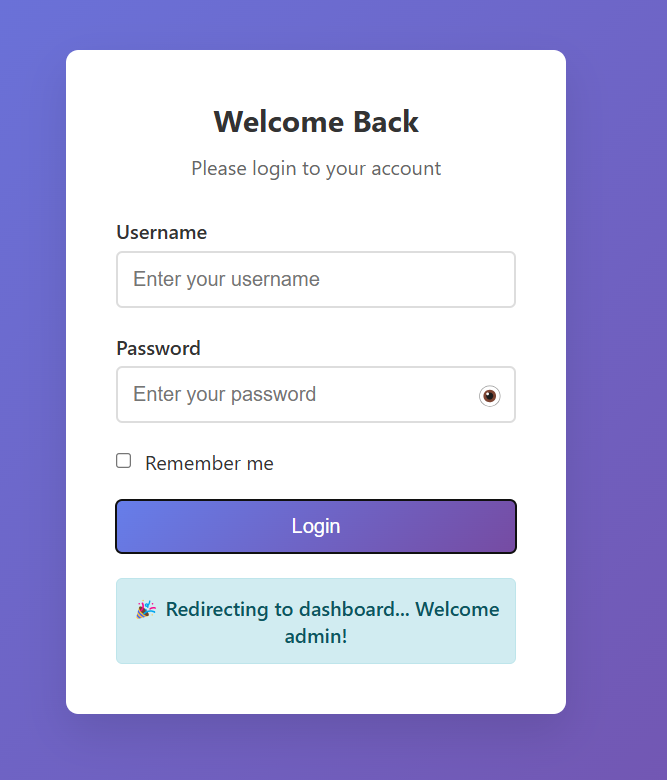 Welcome Back
Please login to your account
Username
Enter your username
Password
Enter your password
Remember me
Login
🎉 Redirecting to dashboard... Welcome
admin!